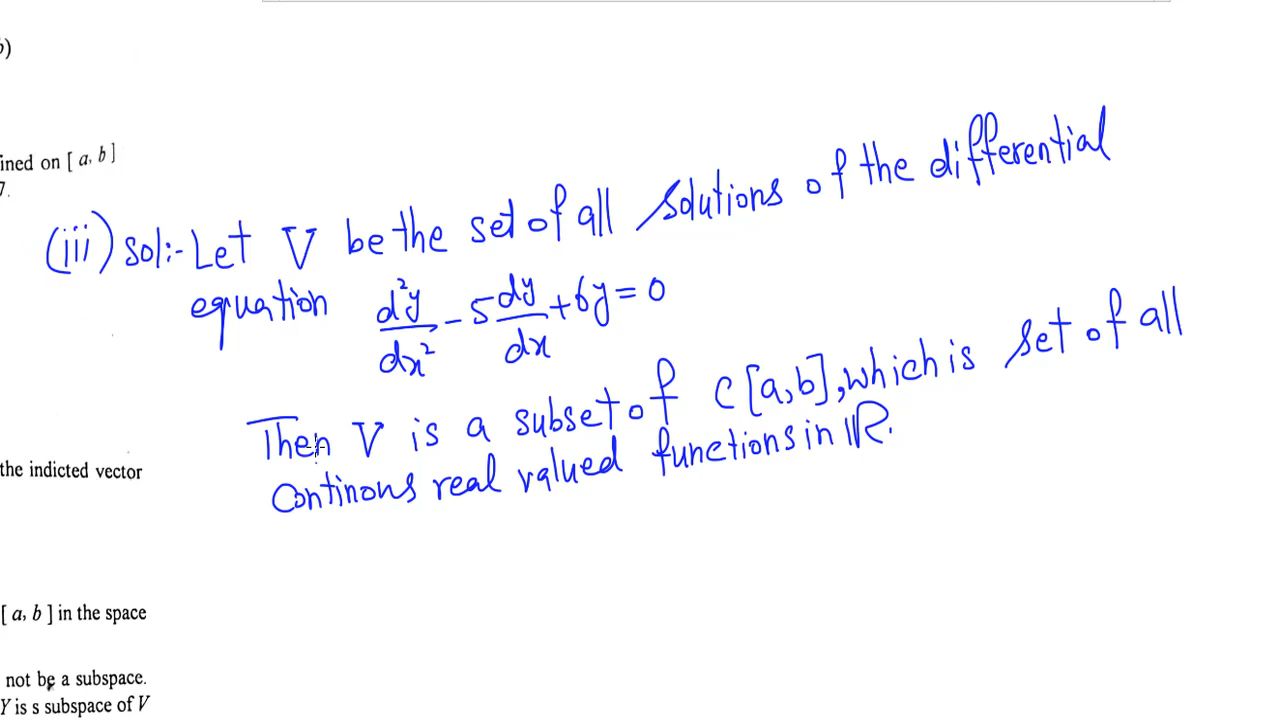 b)
ined on [ a, b ]
7.
(iii) sol:- Let V be the set of all solutions of the differential
equation d²y/dx² - 5 dy/dx + 6y = 0
Then V is a subset of C [a,b], which is set of all
Continous real valued functions in ℝ.
the indicted vector
[ a, b ] in the space
not be a subspace.
Y is s subspace of V